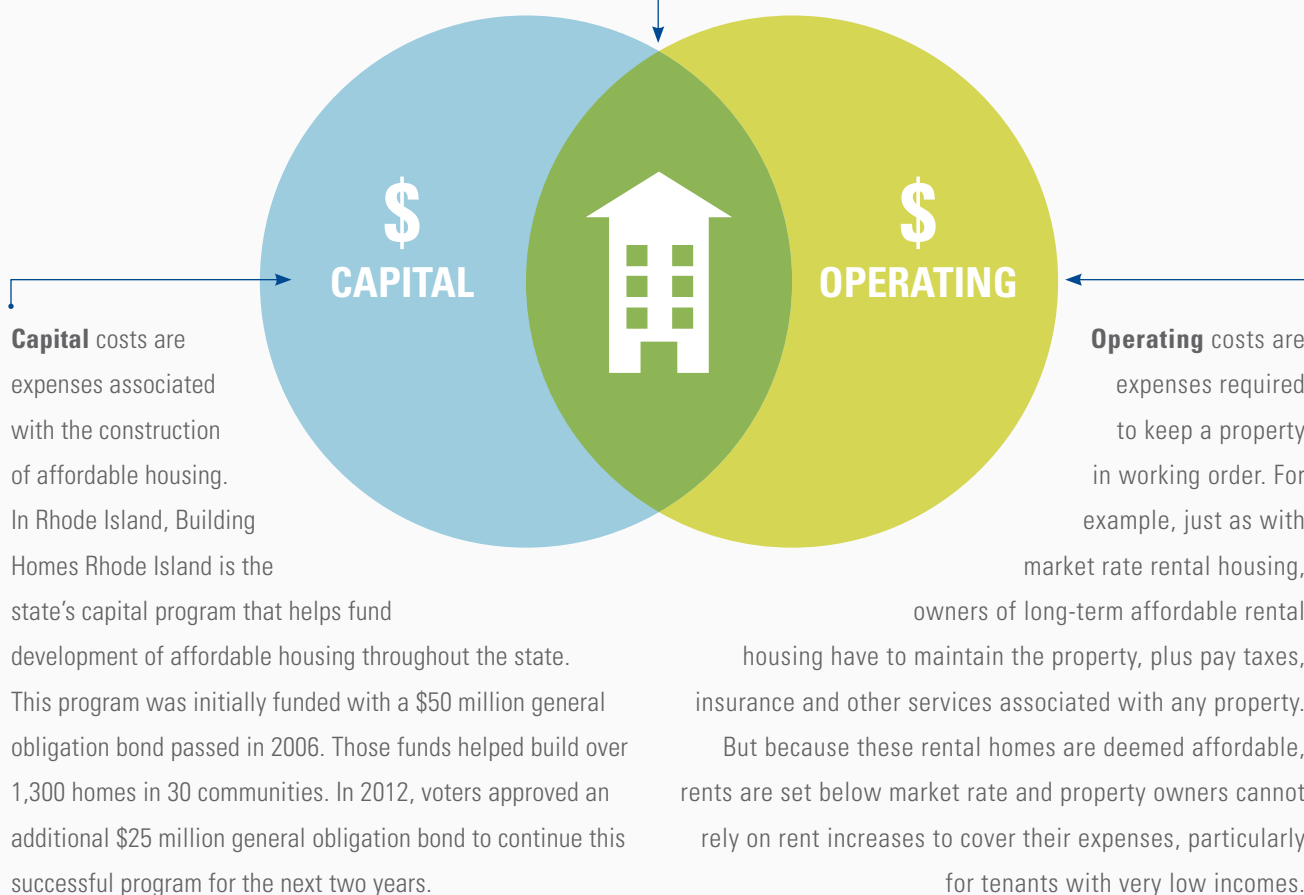 $
CAPITAL
$
OPERATING
Capital costs are
expenses associated
with the construction
of affordable housing.
In Rhode Island, Building
Homes Rhode Island is the
state’s capital program that helps fund
development of affordable housing throughout the state.
This program was initially funded with a $50 million general
obligation bond passed in 2006. Those funds helped build over
1,300 homes in 30 communities. In 2012, voters approved an
additional $25 million general obligation bond to continue this
successful program for the next two years.
Operating costs are
expenses required
to keep a property
in working order. For
example, just as with
market rate rental housing,
owners of long-term affordable rental
housing have to maintain the property, plus pay taxes,
insurance and other services associated with any property.
But because these rental homes are deemed affordable,
rents are set below market rate and property owners cannot
rely on rent increases to cover their expenses, particularly
for tenants with very low incomes.